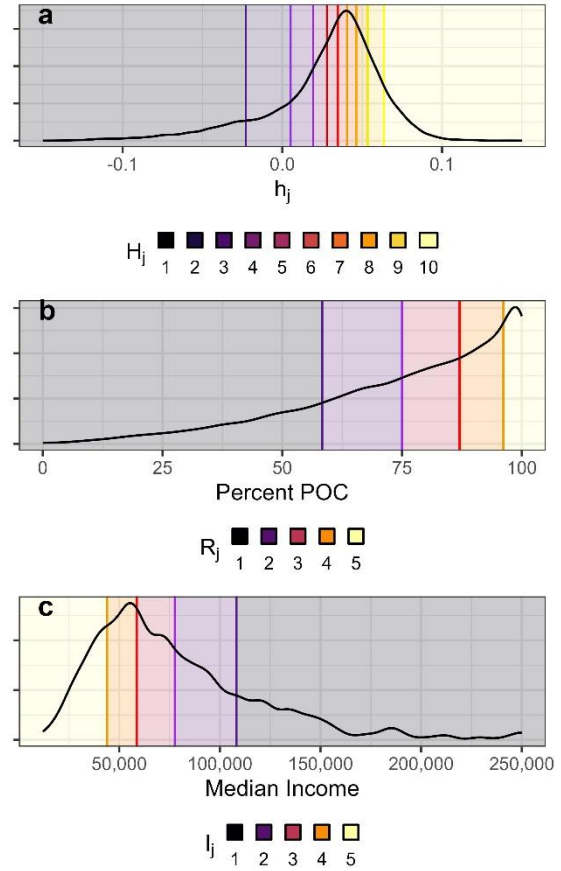 a
-0.1 0.0 0.1
hj
Hj
1 2 3 4 5 6 7 8 9 10
b
0 25 50 75 100
Percent POC
Rj
1 2 3 4 5
c
50,000 100,000 150,000 200,000 250,000
Median Income
Ij
1 2 3 4 5